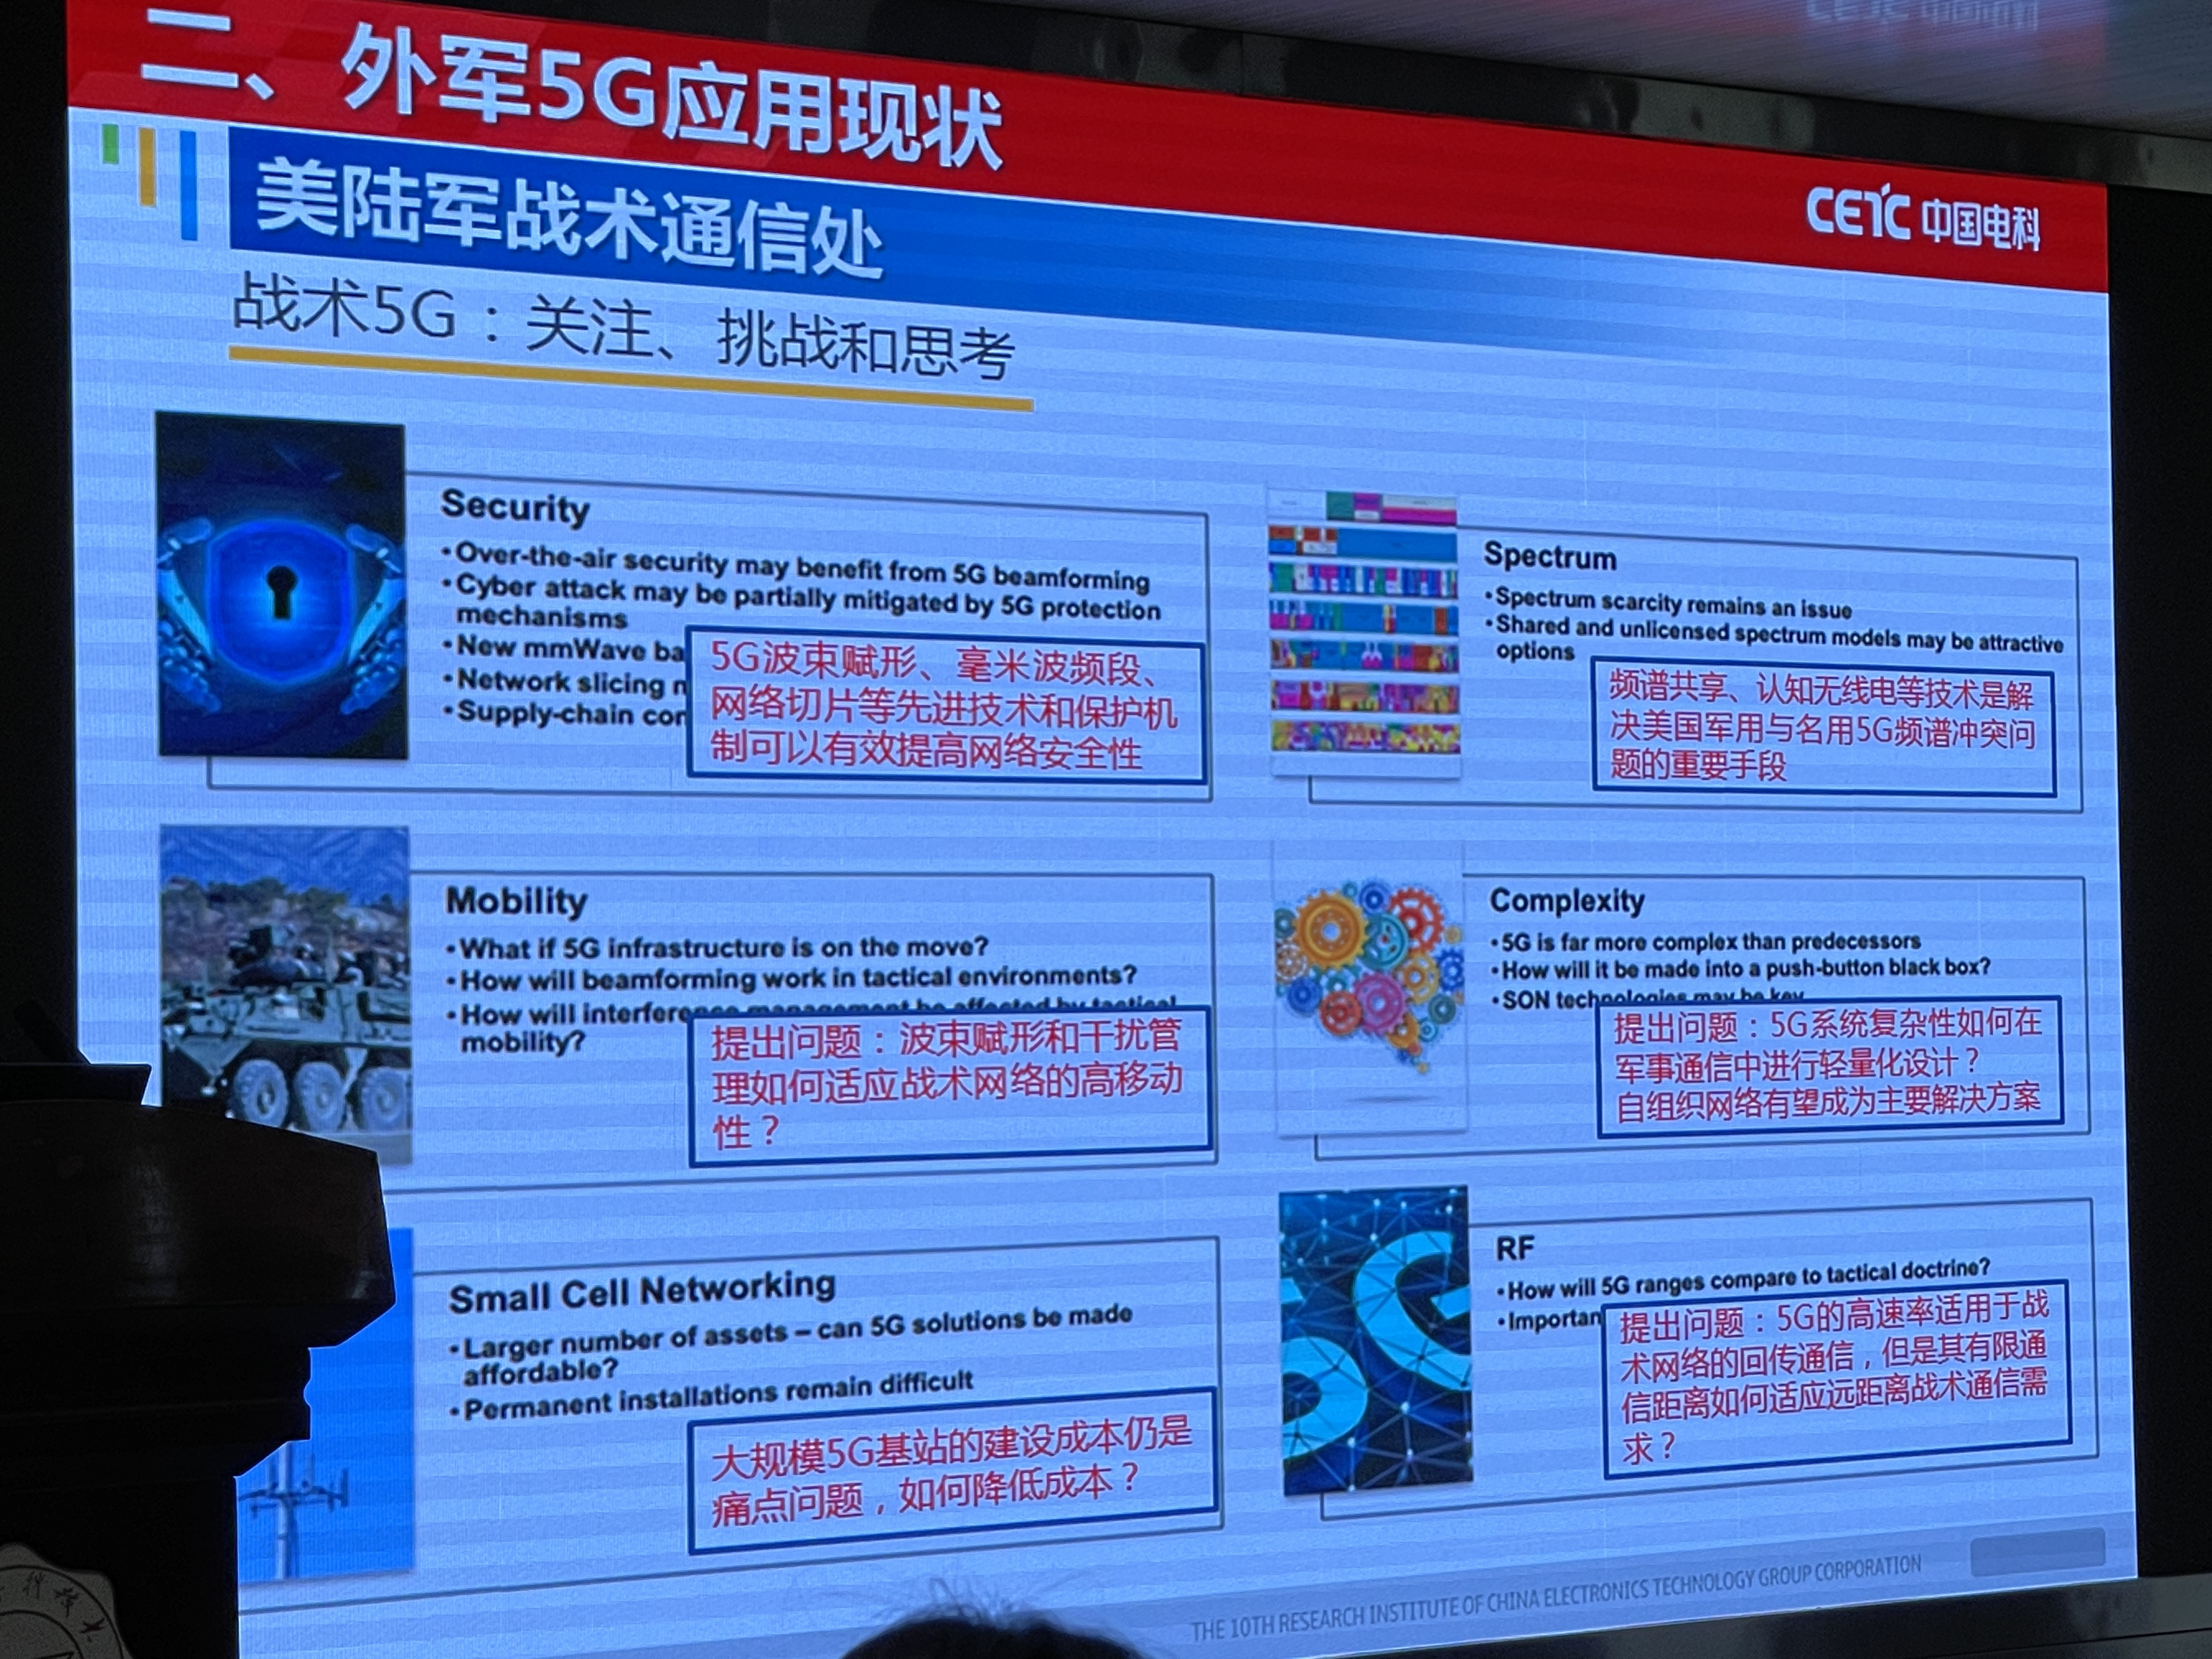 二、外军5G应用现状
CETC 中国电科
美陆军战术通信处
战术5G：关注、挑战和思考
Security
•Over-the-air security may benefit from 5G beamforming
•Cyber attack may be partially mitigated by 5G protection
mechanisms
•New mmWave
•Network slicing
•Supply-chain
5G波束赋形、毫米波频段、
网络切片等先进技术和保护机
制可以有效提高网络安全性
Spectrum
•Spectrum scarcity remains an issue
•Shared and unlicensed spectrum models may be attractive
options
频谱共享、认知无线电等技术是解
决美国军用与名用5G频谱冲突问
题的重要手段
Mobility
•What if 5G infrastructure is on the move?
•How will beamforming work in tactical environments?
•How will interference management be affected by tactical
mobility?
提出问题：波束赋形和干扰管
理如何适应战术网络的高移动
性？
Complexity
•5G is far more complex than predecessors
•How will it be made into a push-button black box?
•SON technologies may be key
提出问题：5G系统复杂性如何在
军事通信中进行轻量化设计？
自组织网络有望成为主要解决方案
Small Cell Networking
•Larger number of assets – can 5G solutions be made
affordable?
•Permanent installations remain difficult
大规模5G基站的建设成本仍是
痛点问题，如何降低成本？
RF
•How will 5G ranges compare to tactical doctrine?
•Importan
提出问题：5G的高速率适用于战
术网络的回传通信，但是其有限通
信距离如何适应远距离战术通信需
求？
THE 10TH RESEARCH INSTITUTE OF CHINA ELECTRONICS TECHNOLOGY GROUP CORPORATION